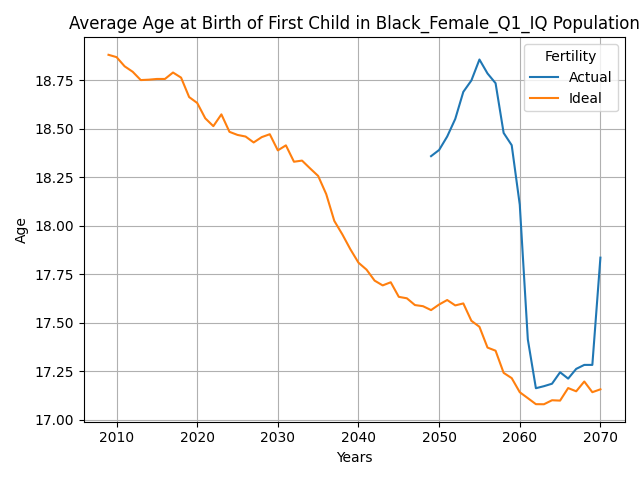 Average Age at Birth of First Child in Black_Female_Q1_IQ Population
Fertility
Actual
Ideal
18.75
18.50
18.25
18.00
17.75
17.50
17.25
17.00
Age
2010 2020 2030 2040 2050 2060 2070
Years